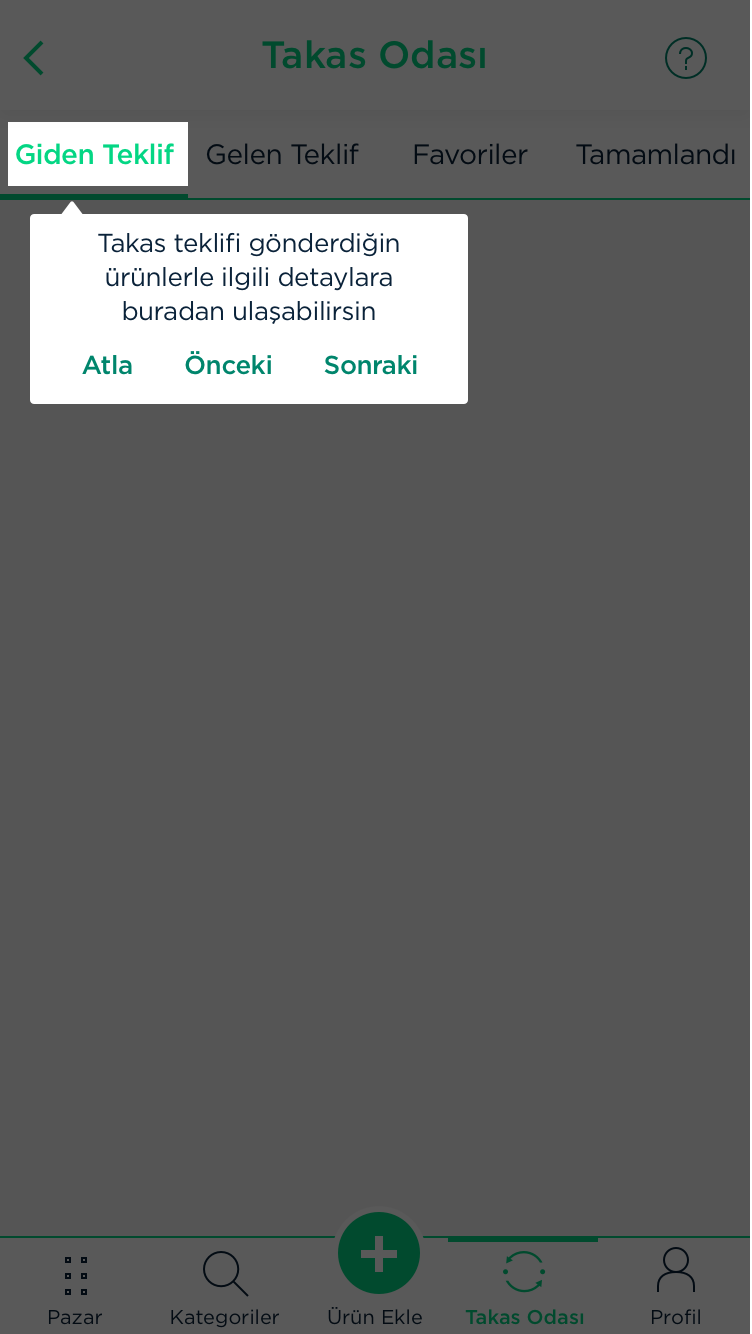 Takas Odası
?
Giden Teklif Gelen Teklif Favoriler Tamamlandı
Takas teklifi gönderdiğin
ürünlerle ilgili detaylara
buradan ulaşabilirsin
Atla Önceki Sonraki
Pazar Kategoriler Ürün Ekle Takas Odası Profil